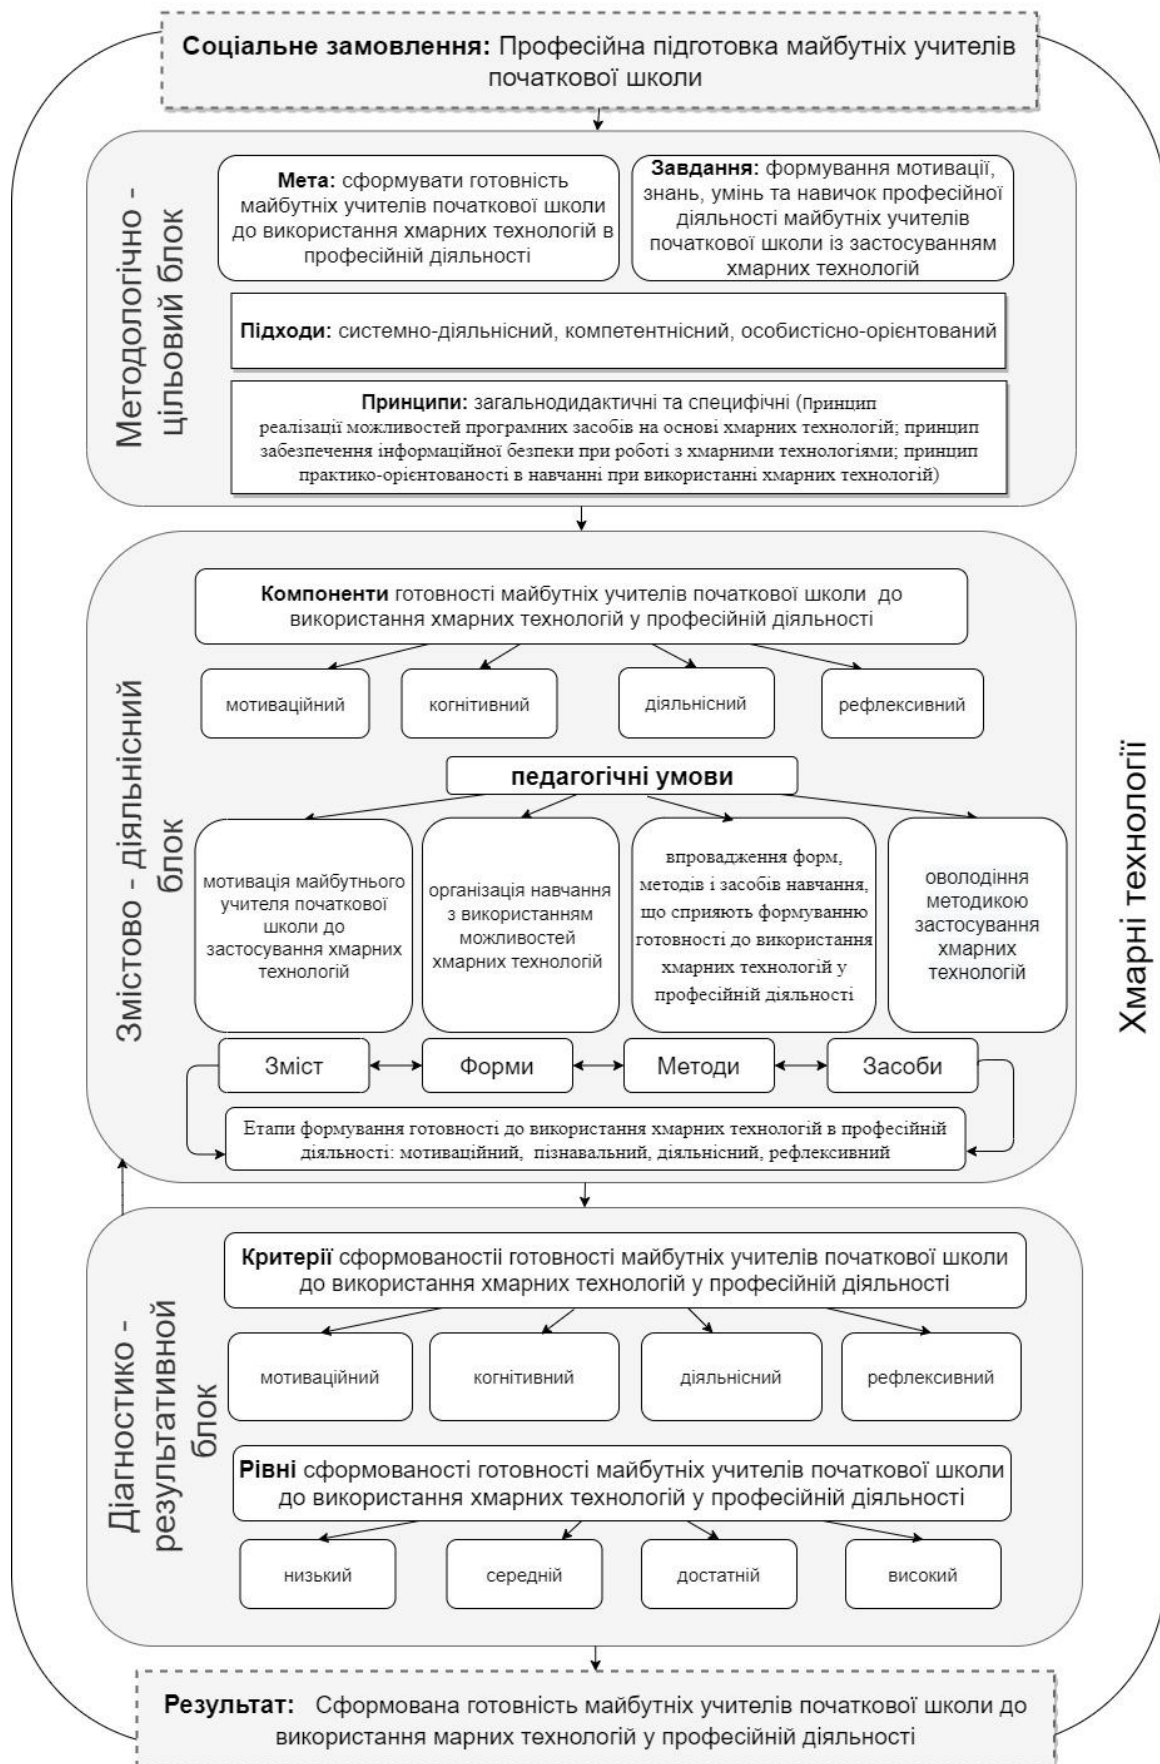 Соціальне замовлення: Професійна підготовка майбутніх учителів
початкової школи
Методологічно -
цільовий блок
Мета: сформувати готовність
майбутніх учителів початкової школи
до використання хмарних технологій в
професійній діяльності
Завдання: формування мотивації,
знань, умінь та навичок професійної
діяльності майбутніх учителів
початкової школи із застосуванням
хмарних технологій
Підходи: системно-діяльнісний, компетентнісний, особистісно-орієнтований
Принципи: загальнодидактичні та специфічні (принцип
реалізації можливостей програмних засобів на основі хмарних технологій; принцип
забезпечення інформаційної безпеки при роботі з хмарними технологіями; принцип
практико-орієнтованості в навчанні при використанні хмарних технологій)
Змістово - діяльнісний
блок
Компоненти готовності майбутніх учителів початкової школи до
використання хмарних технологій у професійній діяльності
мотиваційний
когнітивний
діяльнісний
рефлексивний
педагогічні умови
мотивація майбутнього
учителя початкової
школи до
застосування хмарних
технологій
організація навчання
з використанням
можливостей
хмарних технологій
впровадження форм,
методів і засобів навчання,
що сприяють формуванню
готовності до використання
хмарних технологій у
професійній діяльності
оволодіння
методикою
застосування
хмарних
технологій
Зміст
Форми
Методи
Засоби
Етапи формування готовності до використання хмарних технологій в професійній
діяльності: мотиваційний, пізнавальний, діяльнісний, рефлексивний
Хмарні технології
Діагностико -
результативной
блок
Критерії сформованостіі готовності майбутніх учителів початкової школи
до використання хмарних технологій у професійній діяльності
мотиваційний
когнітивний
діяльнісний
рефлексивний
Рівні сформованості готовності майбутніх учителів початкової школи
до використання хмарних технологій у професійній діяльності
низький
середній
достатній
високий
Результат: Сформована готовність майбутніх учителів початкової школи до
використання марних технологій у професійній діяльності